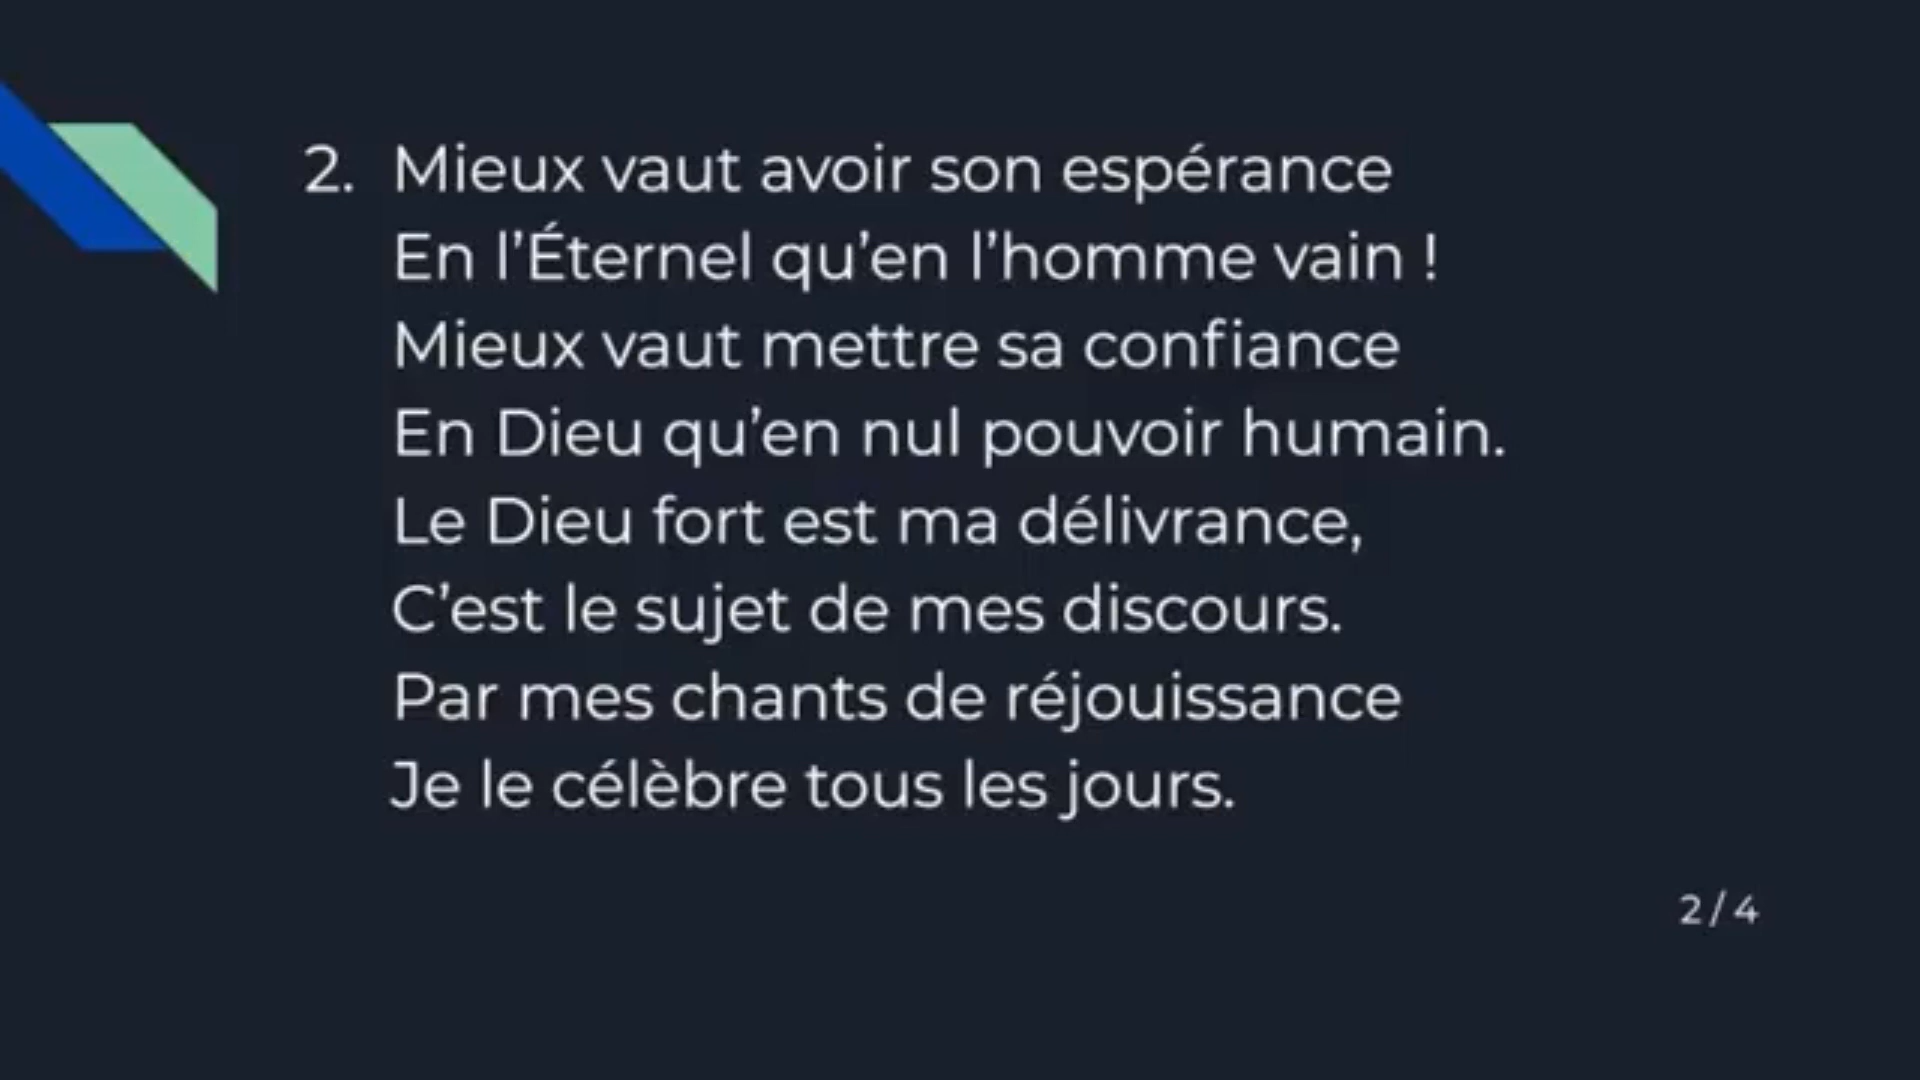 2. Mieux vaut avoir son espérance
En l’Éternel qu’en l’homme vain !
Mieux vaut mettre sa confiance
En Dieu qu’en nul pouvoir humain.
Le Dieu fort est ma délivrance,
C’est le sujet de mes discours.
Par mes chants de réjouissance
Je le célèbre tous les jours.
2 / 4